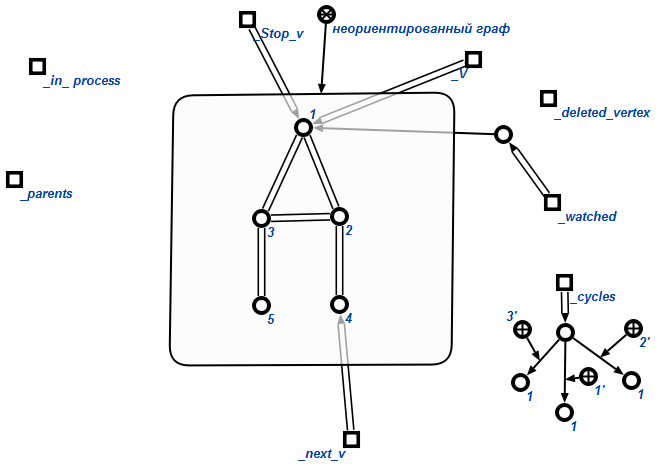 _Stop_v
неориентированный граф
_V
_in_ process
_deleted_vertex
1
_parents
_watched
3
2
_cycles
5
4
3'
2'
1'
1
1
1
_next_v